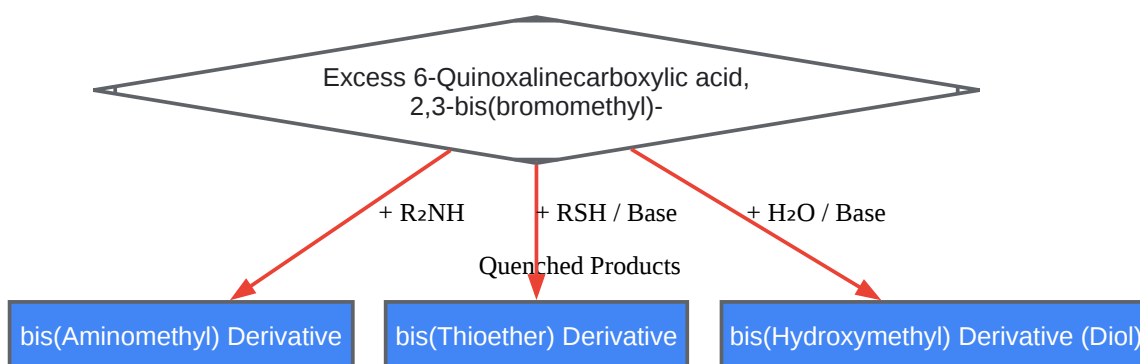 Excess 6-Quinoxalinecarboxylic acid,
2,3-bis(bromomethyl)-
+ R₂NH
+ RSH / Base
+ H₂O / Base
Quenched Products
bis(Aminomethyl) Derivative
bis(Thioether) Derivative
bis(Hydroxymethyl) Derivative (Diol)